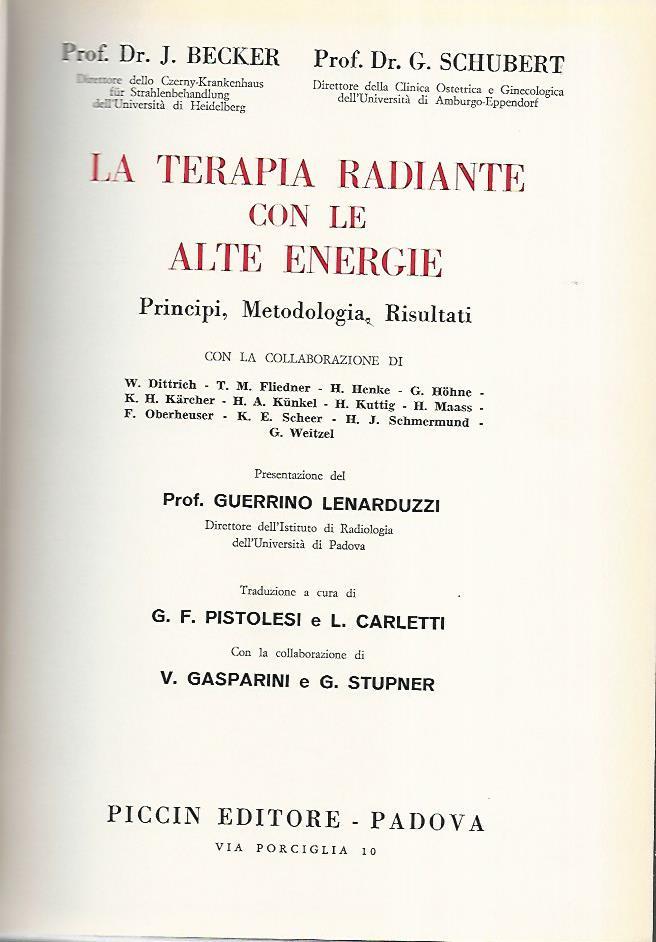 Prof. Dr. J. BECKER
Direttore dello Czerny-Krankenhaus
für Strahlenbehandlung
dell'Università di Heidelberg
Prof. Dr. G. SCHUBERT
Direttore della Clinica Ostetrica e Ginecologica
dell'Università di Amburgo-Eppendorf
LA TERAPIA RADIANTE
CON LE
ALTE ENERGIE
Principi, Metodologia, Risultati
CON LA COLLABORAZIONE DI
W. Dittrich - T. M. Fliedner - H. Henke - G. Höhne -
K. H. Kärcher - H. A. Künkel - H. Kuttig - H. Maass -
F. Oberheuser - K. E. Scheer - H. J. Schmermund -
G. Weitzel
Presentazione del
Prof. GUERRINO LENARDUZZI
Direttore dell'Istituto di Radiologia
dell'Università di Padova
Traduzione a cura di
G. F. PISTOLESI e L. CARLETTI
Con la collaborazione di
V. GASPARINI e G. STUPNER
PICCIN EDITORE - PADOVA
VIA PORCIGLIA 10